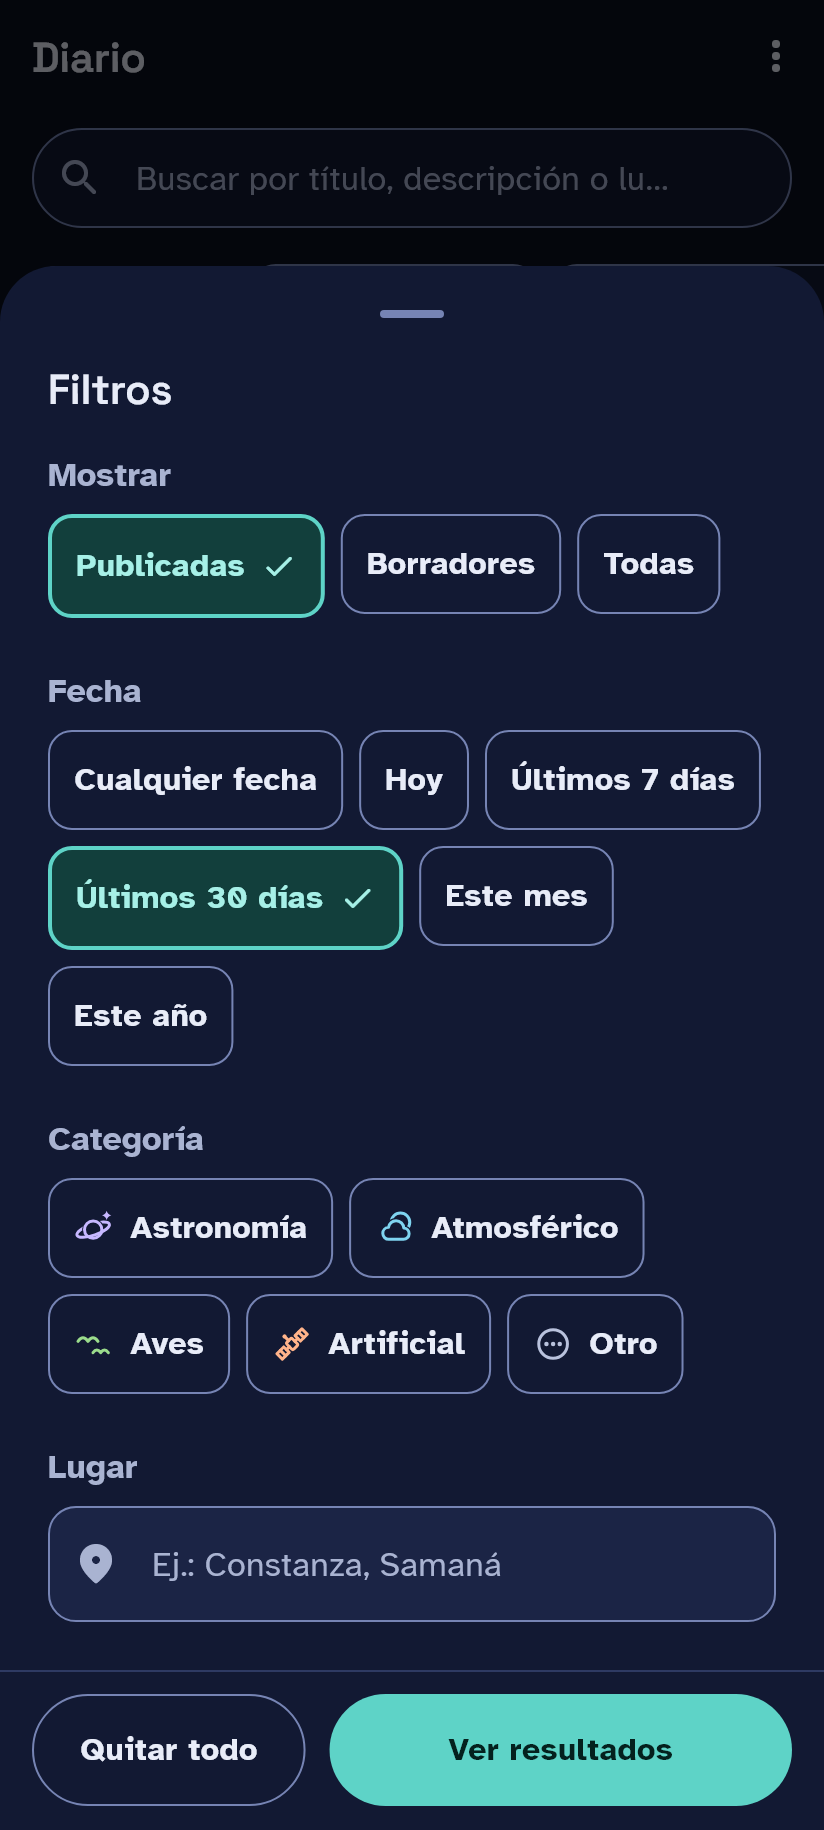 Diario
Buscar por título, descripción o lu...
Filtros
Mostrar
Publicadas
Borradores
Todas
Fecha
Cualquier fecha
Hoy
Últimos 7 días
Últimos 30 días
Este mes
Este año
Categoría
Astronomía
Atmosférico
Aves
Artificial
Otro
Lugar
Ej.: Constanza, Samaná
Quitar todo
Ver resultados